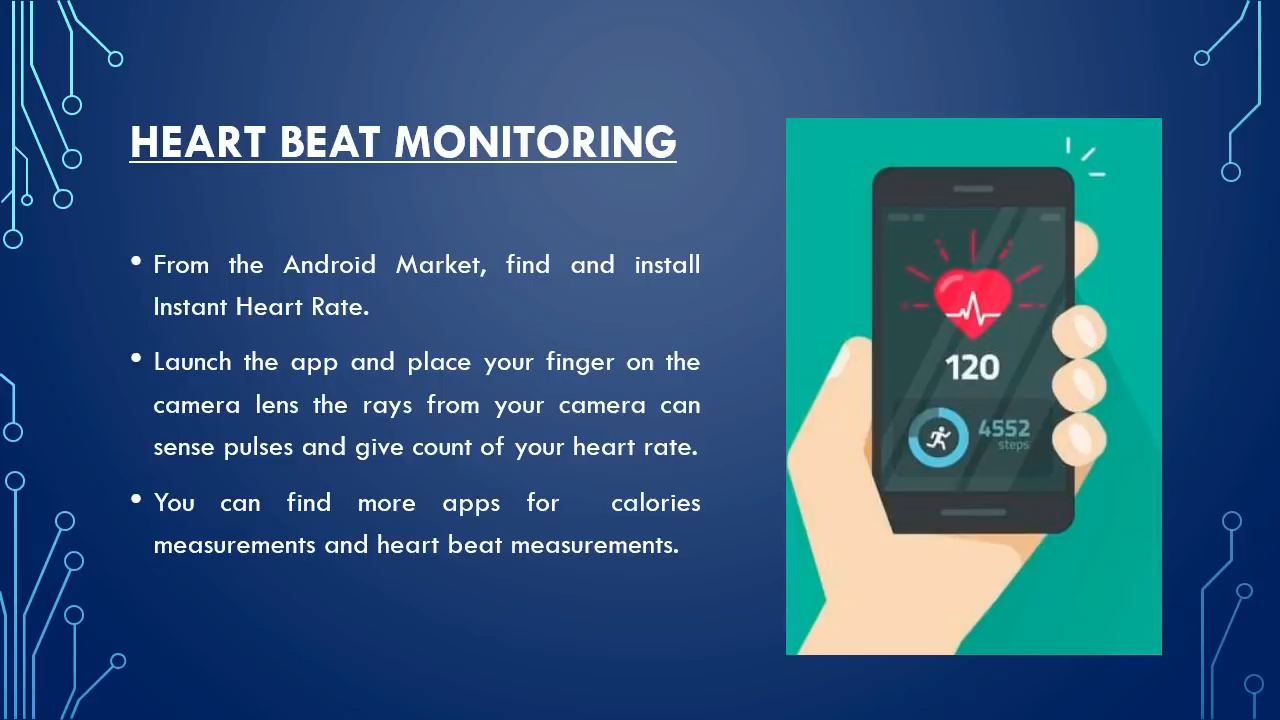 HEART BEAT MONITORING
• From the Android Market, find and install
Instant Heart Rate.
• Launch the app and place your finger on the
camera lens the rays from your camera can
sense pulses and give count of your heart rate.
• You can find more apps for calories
measurements and heart beat measurements.
120
4552
steps